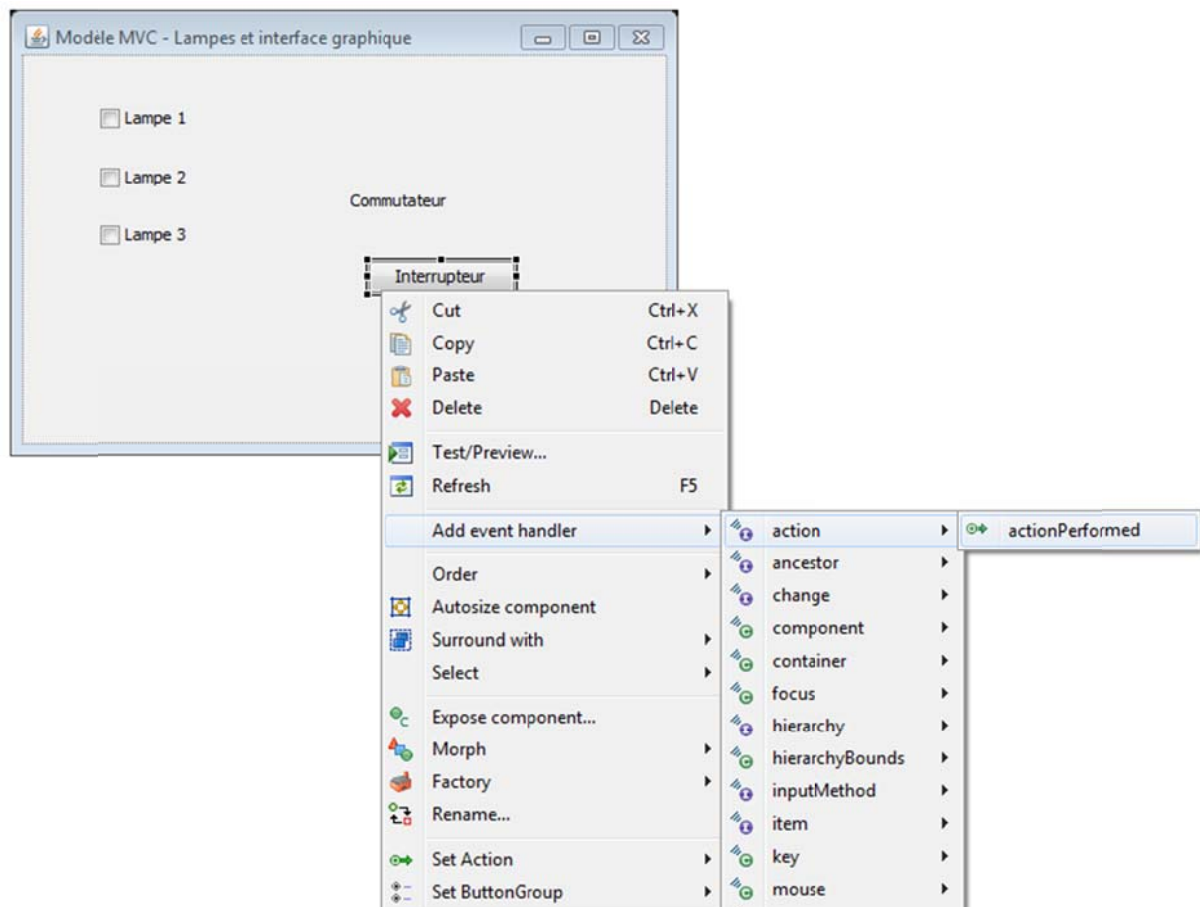 Modèle MVC - Lampes et interface graphique
Lampe 1
Lampe 2
Commutateur
Lampe 3
Interrupteur
Cut Ctrl+X
Copy Ctrl+C
Paste Ctrl+V
Delete Delete
Test/Preview...
Refresh F5
Add event handler
Order
Autosize component
Surround with
Select
Expose component...
Morph
Factory
Rename...
Set Action
Set ButtonGroup
action
ancestor
change
component
container
focus
hierarchy
hierarchyBounds
inputMethod
item
key
mouse
actionPerformed